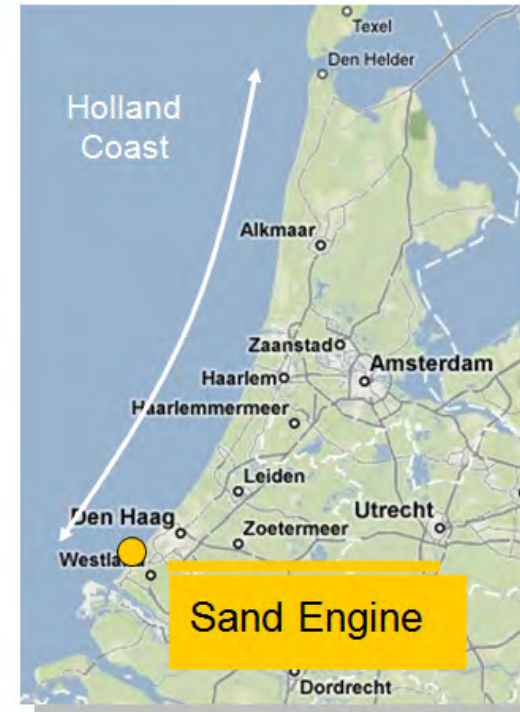 Texel
Den Helder
Holland
Coast
Alkmaar
Zaanstad
Amsterdam
Haarlem
Haarlemmermeer
Leiden
Den Haag
Utrecht
Zoetermeer
Sand Engine
Dordrecht